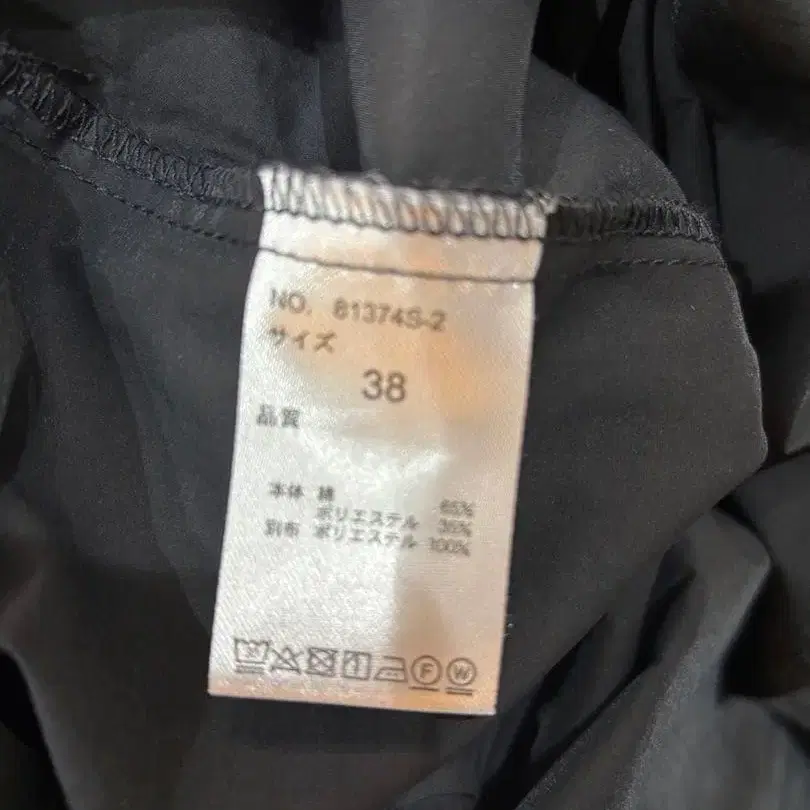 NO. 81374S-2
サイズ
38
品質
本体 綿 65%
ポリエステル 35%
別布 ポリエステル 100%
F W